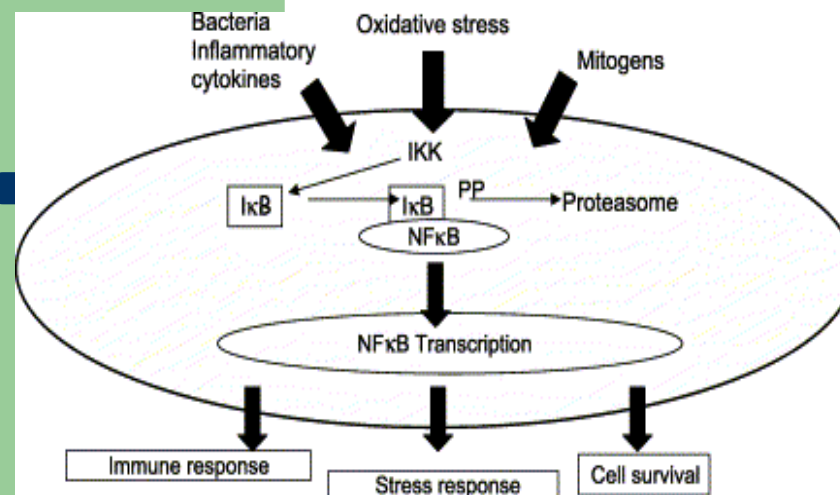 Bacteria
Inflammatory
cytokines
Oxidative stress
Mitogens
IKK
IκB
IκB
PP
Proteasome
NFκB
NFκB Transcription
Immune response
Stress response
Cell survival